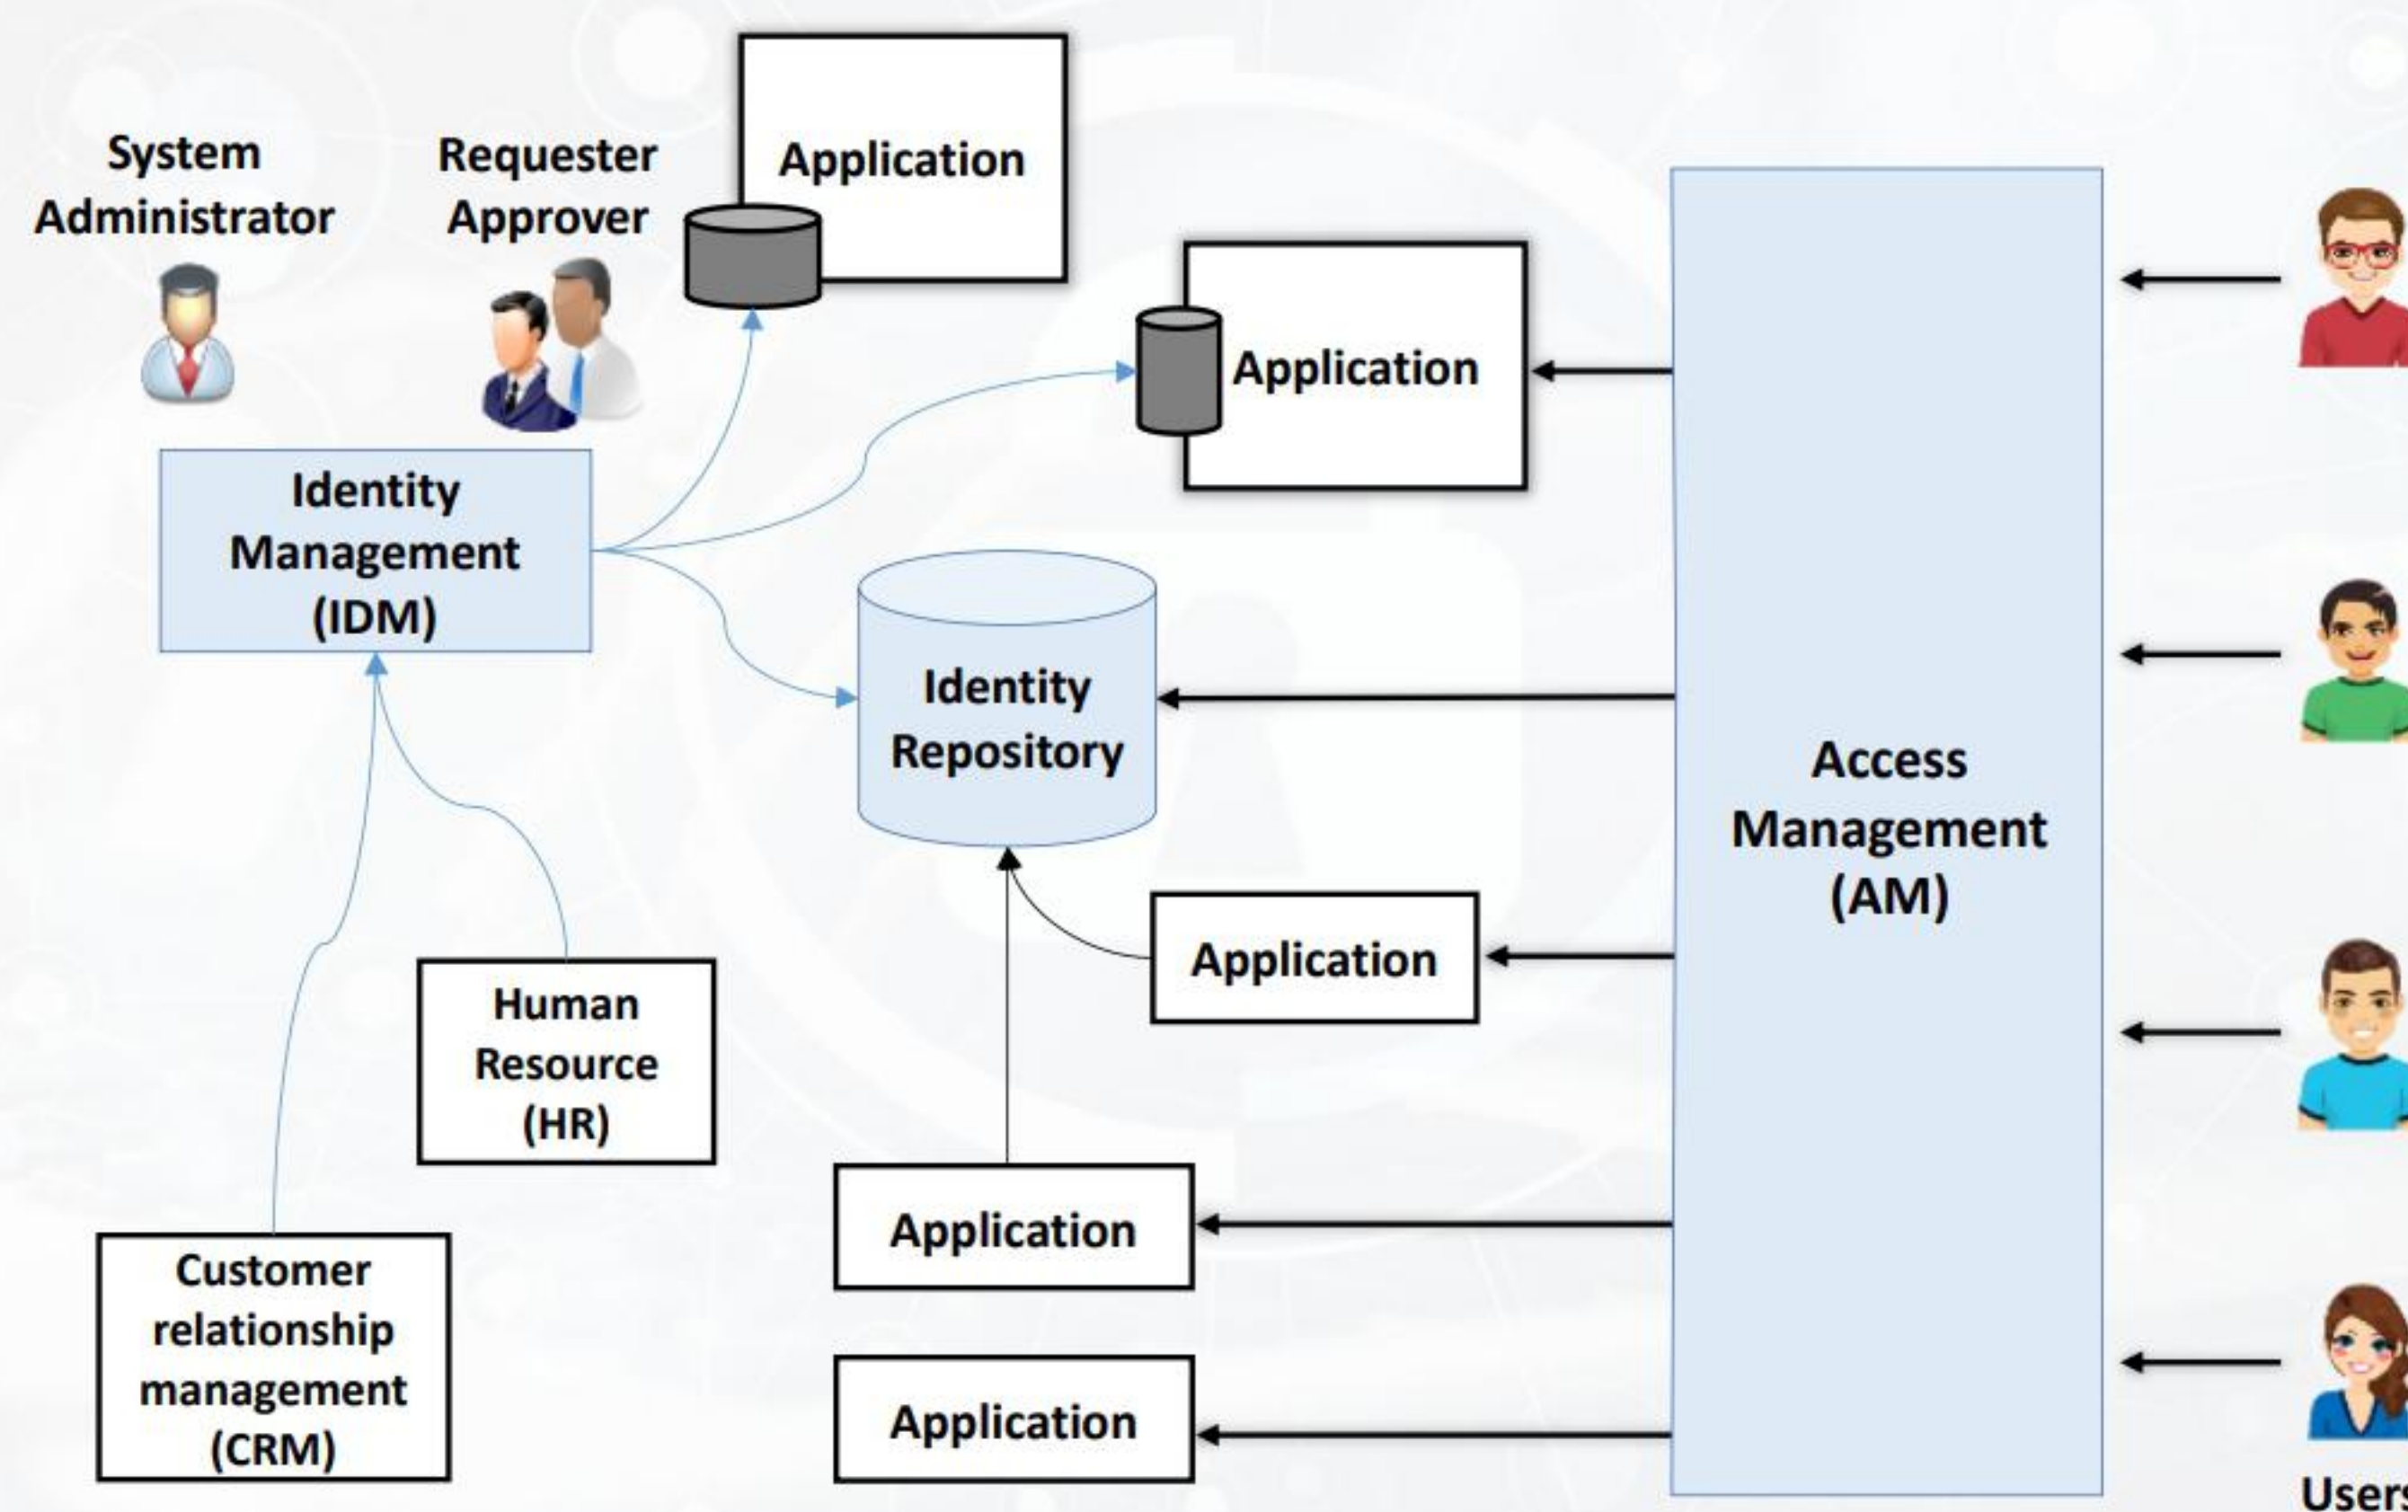 System
Administrator
Requester
Approver
Application
Application
Identity
Management
(IDM)
Identity
Repository
Access
Management
(AM)
Application
Human
Resource
(HR)
Application
Customer
relationship
management
(CRM)
Application
Users